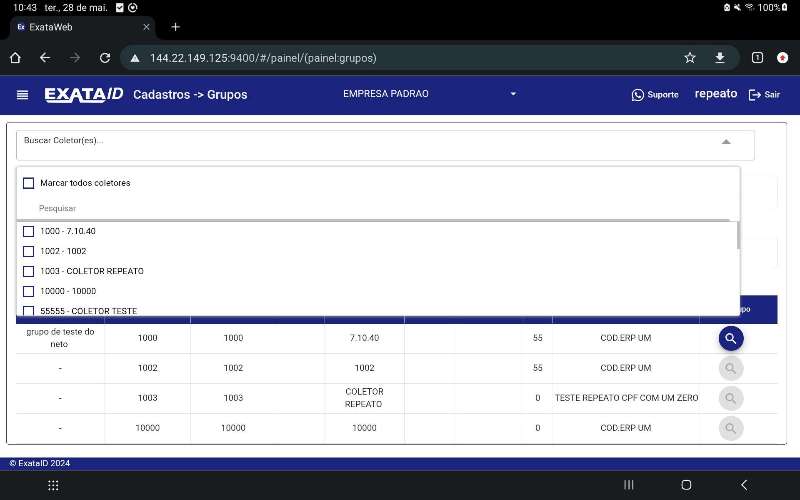 10:43 ter., 28 de mai. 100%
Ex ExataWeb
144.22.149.125:9400/#/painel/(painel:grupos)
1
EXATAID Cadastros -> Grupos EMPRESA PADRAO Suporte repeato Sair
Buscar Coletor(es)...
Marcar todos coletores
Pesquisar
1000 - 7.10.40
1002 - 1002
1003 - COLETOR REPEATO
10000 - 10000
55555 - COLETOR TESTE
grupo de teste do
neto 1000 1000 7.10.40 55 COD.ERP UM
- 1002 1002 1002 55 COD.ERP UM
- 1003 1003 COLETOR
REPEATO 0 TESTE REPEATO CPF COM UM ZERO
- 10000 10000 10000 0 COD.ERP UM
© ExataID 2024